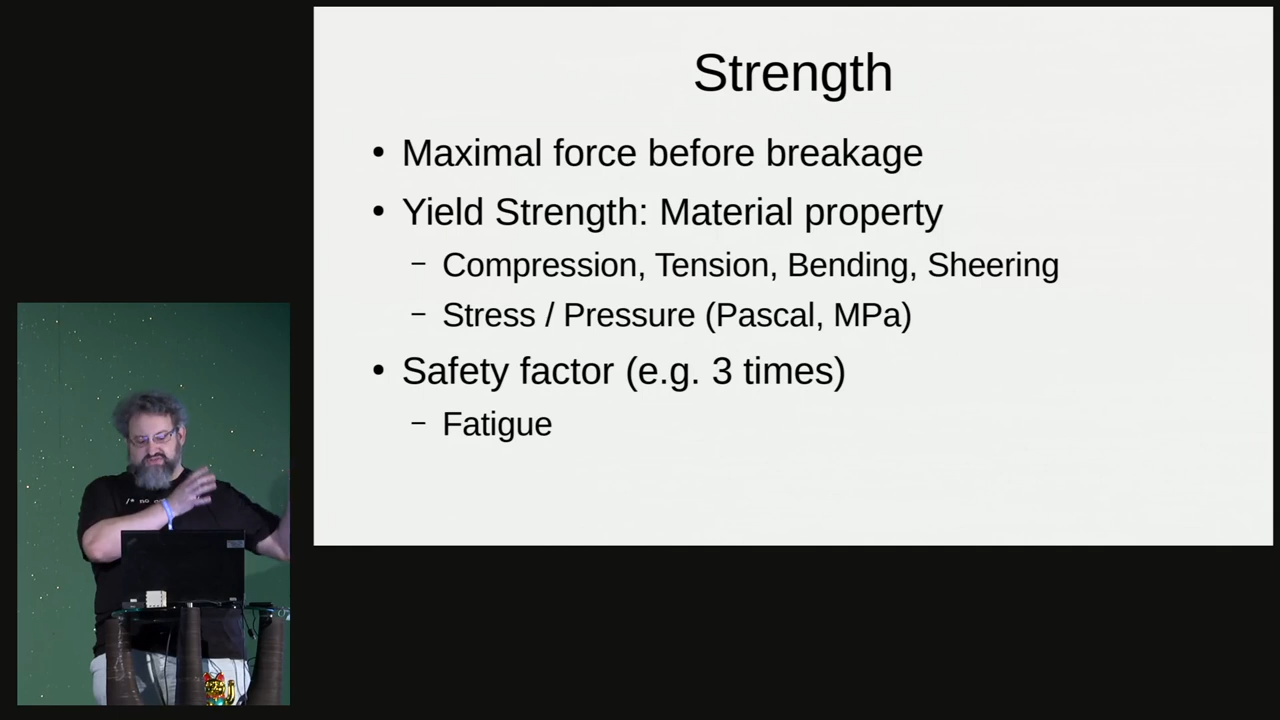 Strength
• Maximal force before breakage
• Yield Strength: Material property
– Compression, Tension, Bending, Sheering
– Stress / Pressure (Pascal, MPa)
• Safety factor (e.g. 3 times)
– Fatigue
/* no